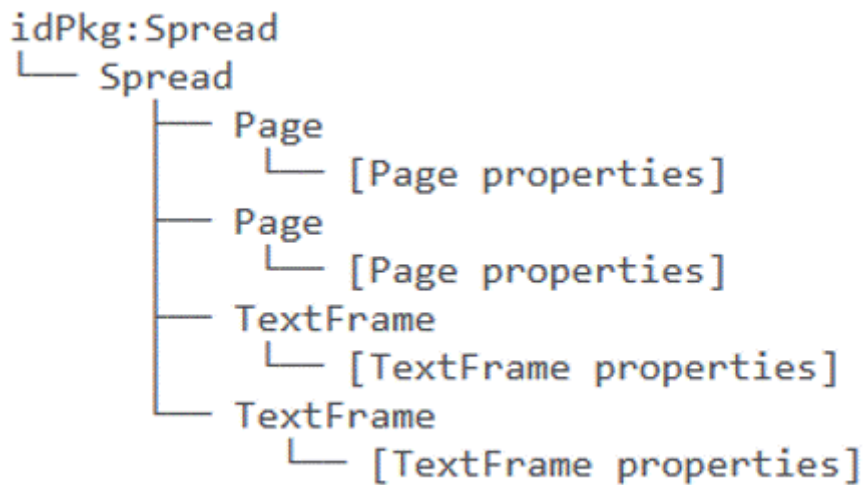 idPkg:Spread
└── Spread
├── Page
└── [Page properties]
├── Page
└── [Page properties]
├── TextFrame
└── [TextFrame properties]
└── TextFrame
└── [TextFrame properties]